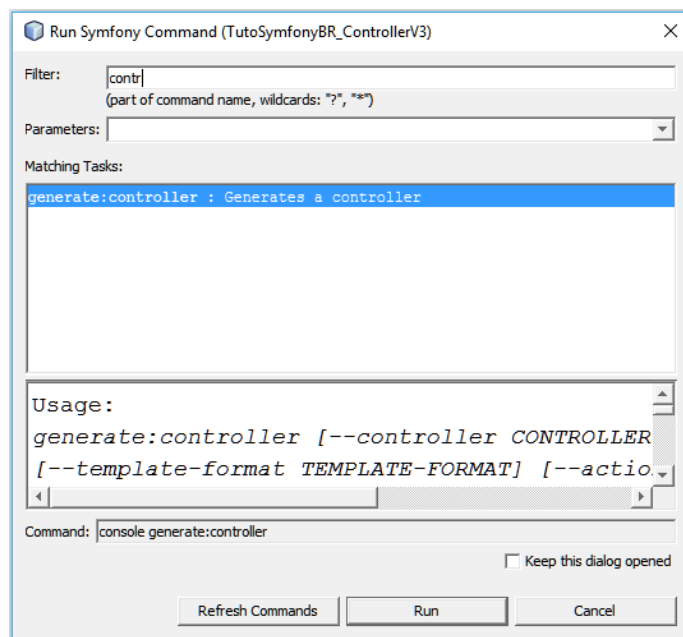 Run Symfony Command (TutoSymfonyBR_ControllerV3)
Filter: contr
(part of command name, wildcards: "?", "*")
Parameters:
Matching Tasks:
generate:controller : Generates a controller
Usage:
generate:controller [--controller CONTROLLER
[--template-format TEMPLATE-FORMAT] [--actio
Command: console generate:controller
Keep this dialog opened
Refresh Commands Run Cancel